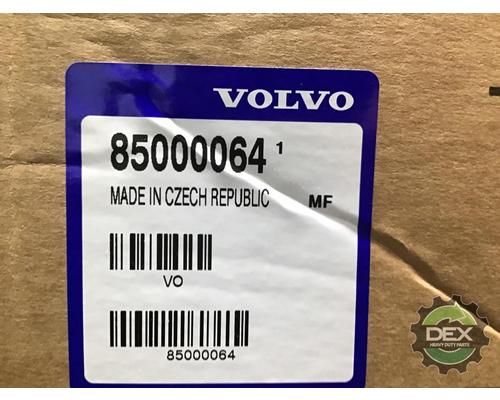 VOLVO
85000064 1
MADE IN CZECH REPUBLIC MF
VO
85000064
DEX
HEAVY DUTY PARTS